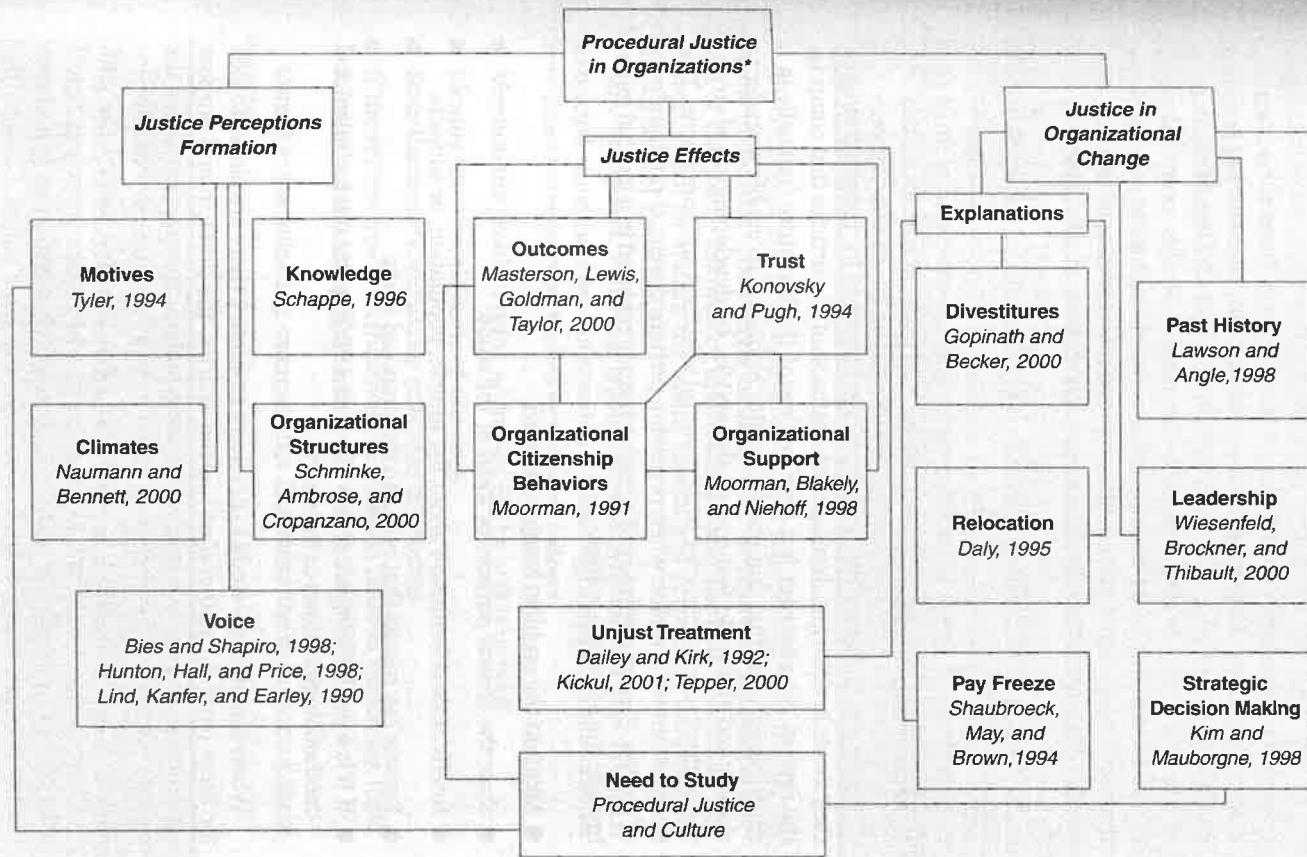 Procedural Justice
in Organizations*
Justice Perceptions
Formation
Justice Effects
Justice in
Organizational
Change
Motives
Tyler, 1994
Knowledge
Schappe, 1996
Climates
Naumann and
Bennett, 2000
Organizational
Structures
Schminke,
Ambrose, and
Cropanzano, 2000
Voice
Bies and Shapiro, 1998;
Hunton, Hall, and Price, 1998;
Lind, Kanfer, and Earley, 1990
Outcomes
Masterson, Lewis,
Goldman, and
Taylor, 2000
Trust
Konovsky
and Pugh, 1994
Organizational
Citizenship
Behaviors
Moorman, 1991
Organizational
Support
Moorman, Blakely,
and Niehoff, 1998
Unjust Treatment
Dailey and Kirk, 1992;
Kickul, 2001; Tepper, 2000
Need to Study
Procedural Justice
and Culture
Explanations
Divestitures
Gopinath and
Becker, 2000
Past History
Lawson and
Angle,1998
Relocation
Daly, 1995
Leadership
Wiesenfeld,
Brockner, and
Thibault, 2000
Pay Freeze
Shaubroeck,
May, and
Brown,1994
Strategic
Decision Making
Kim and
Mauborgne, 1998